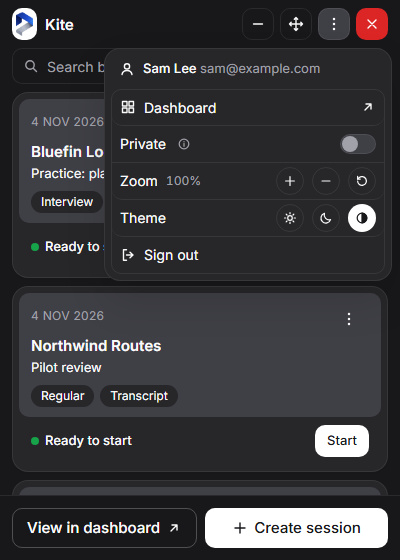 Kite
Search
Sam Lee sam@example.com
Dashboard
Private
Zoom 100%
Theme
Sign out
4 NOV 2026
Bluefin
Practice:
Interview
Ready to
4 NOV 2026
Northwind Routes
Pilot review
Regular Transcript
Ready to start
Start
View in dashboard
Create session